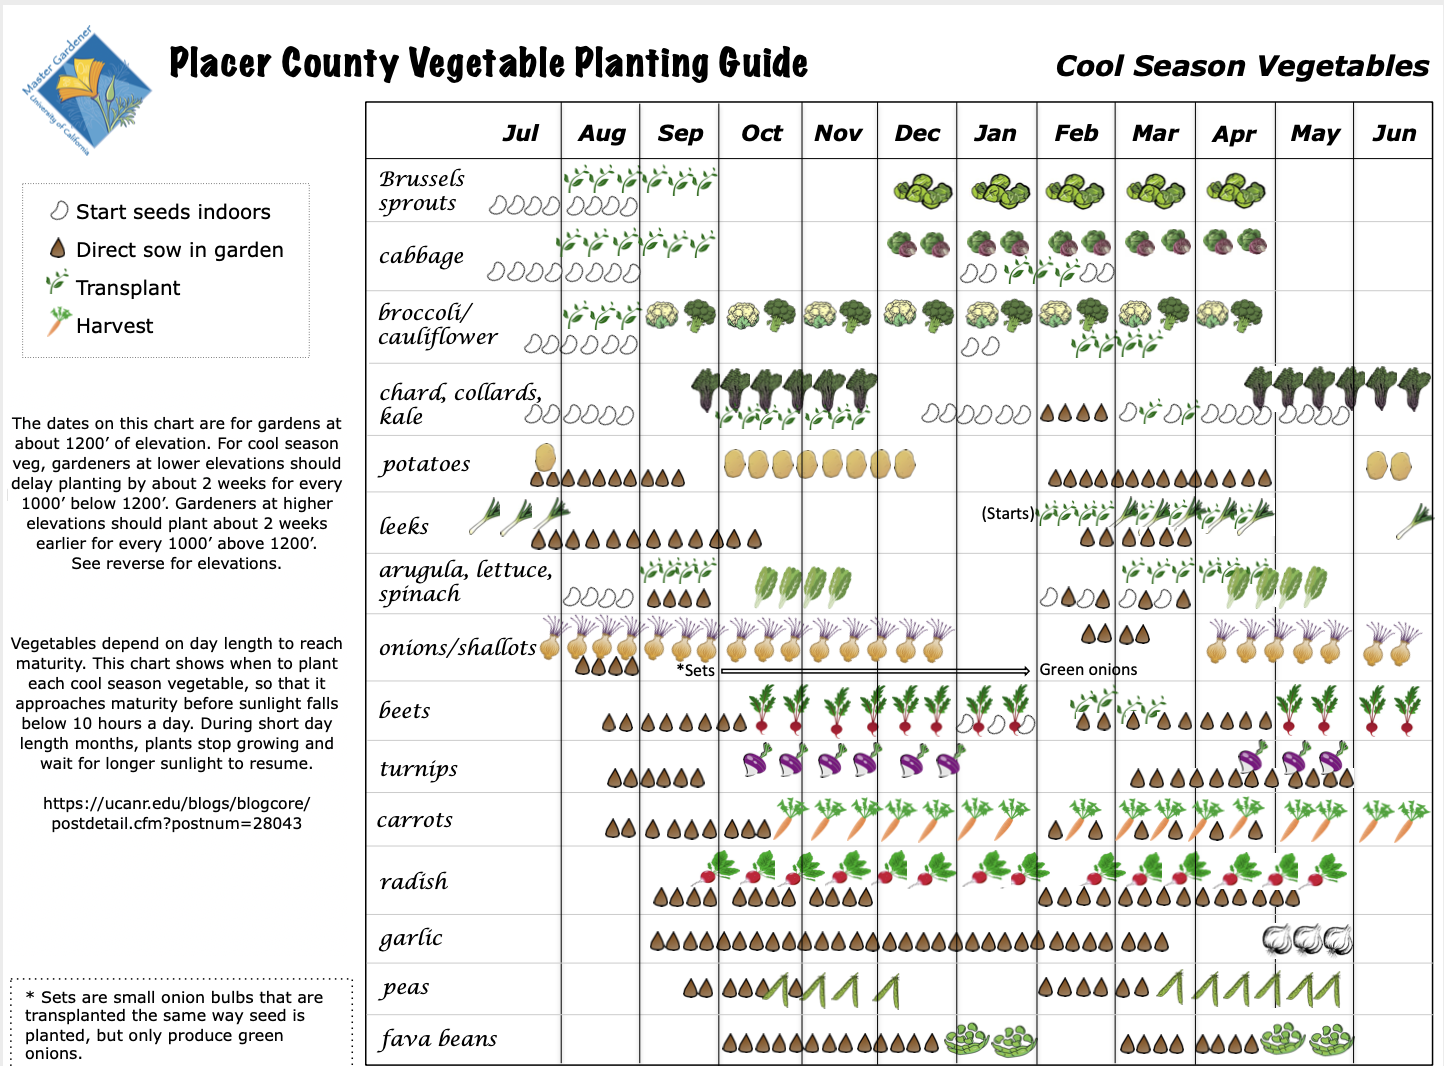 Master Gardener
University of California
Placer County Vegetable Planting Guide
Cool Season Vegetables
Start seeds indoors
Direct sow in garden
Transplant
Harvest
The dates on this chart are for gardens at
about 1200’ of elevation. For cool season
veg, gardeners at lower elevations should
delay planting by about 2 weeks for every
1000’ below 1200’. Gardeners at higher
elevations should plant about 2 weeks
earlier for every 1000’ above 1200’.
See reverse for elevations.
Vegetables depend on day length to reach
maturity. This chart shows when to plant
each cool season vegetable, so that it
approaches maturity before sunlight falls
below 10 hours a day. During short day
length months, plants stop growing and
wait for longer sunlight to resume.
https://ucanr.edu/blogs/blogcore/
postdetail.cfm?postnum=28043
* Sets are small onion bulbs that are
transplanted the same way seed is
planted, but only produce green
onions.
Jul Aug Sep Oct Nov Dec Jan Feb Mar Apr May Jun
Brussels
sprouts
cabbage
broccoli/
cauliflower
chard, collards,
kale
potatoes
leeks
(Starts)
arugula, lettuce,
spinach
onions/shallots
*Sets
Green onions
beets
turnips
carrots
radish
garlic
peas
fava beans